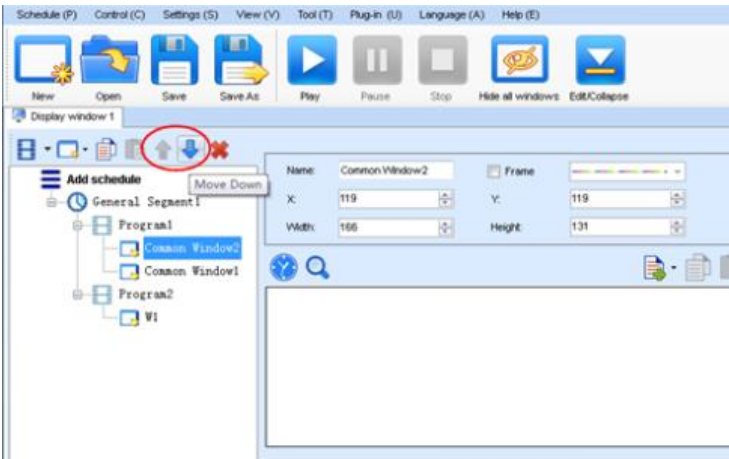 Schedule (P) Control (C) Settings (S) View (V) Tool (T) Plug-in (U) Language (A) Help (E)
New Open Save Save As Play Pause Stop Hide all windows Edit/Collapse
Display window 1
Add schedule
Move Down
General Segment1
Program1
Common Window2
Common Window1
Program2
W1
Name: Common Window2 Frame
X: 119 Y: 119
Width: 166 Height: 131